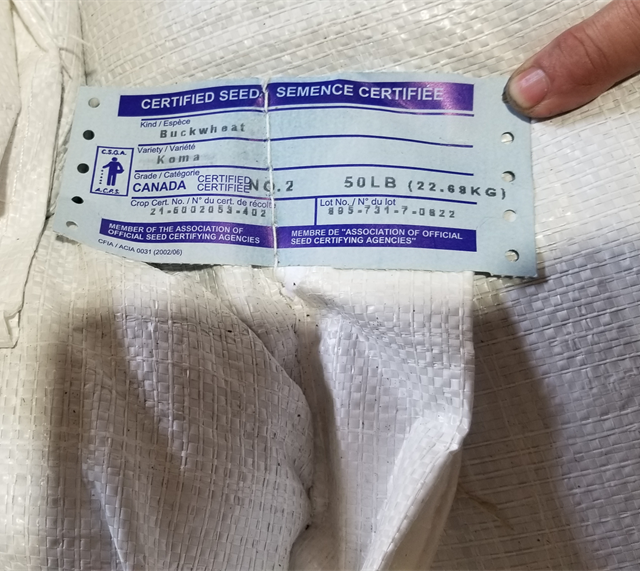 CERTIFIED SEED SEMENCE CERTIFIÉE
Kind / Espèce
Buckwheat
Variety / Variété
Koma
Grade / Catégorie
CANADA CERTIFIED CERTIFIÉE NO.2 50LB (22.68KG)
Crop Cert. No. / N° du cert. de récolte Lot No. / N° du lot
21-6002053-402 895-731-7-0822
MEMBER OF THE ASSOCIATION OF OFFICIAL SEED CERTIFYING AGENCIES
MEMBRE DE "ASSOCIATION OF OFFICIAL SEED CERTIFYING AGENCIES"
CFIA / ACIA 0031 (2002/06)
C.S.G.A.
A.C.P.S.